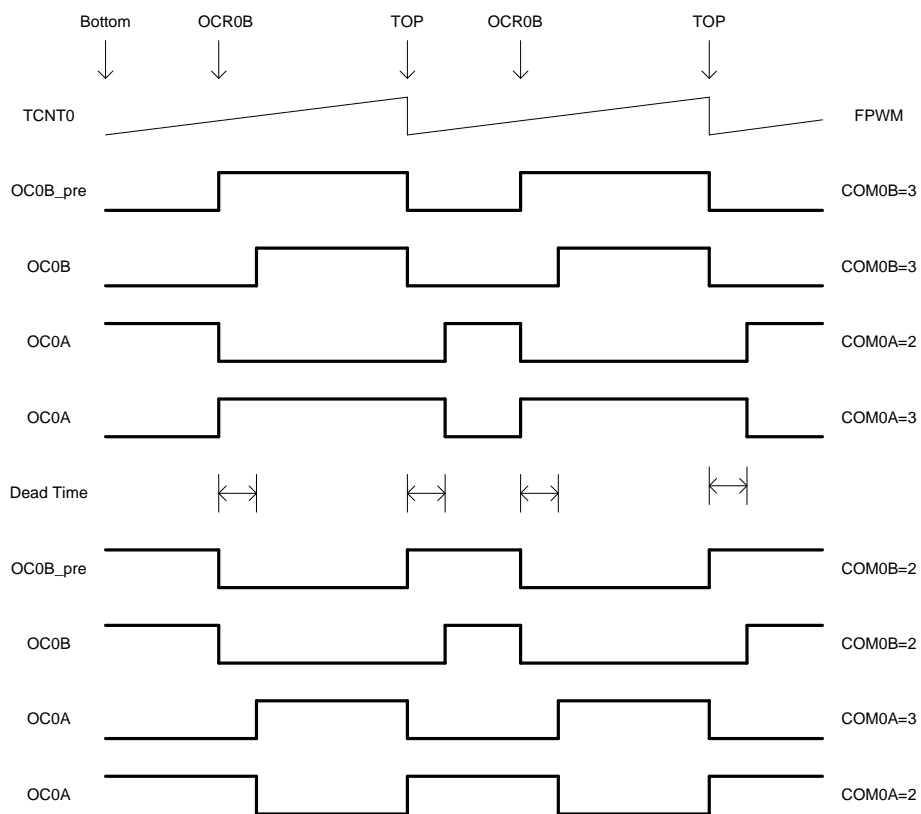 Bottom OCR0B TOP OCR0B TOP
TCNT0 FPWM
OC0B_pre COM0B=3
OC0B COM0B=3
OC0A COM0A=2
OC0A COM0A=3
Dead Time
OC0B_pre COM0B=2
OC0B COM0B=2
OC0A COM0A=3
OC0A COM0A=2